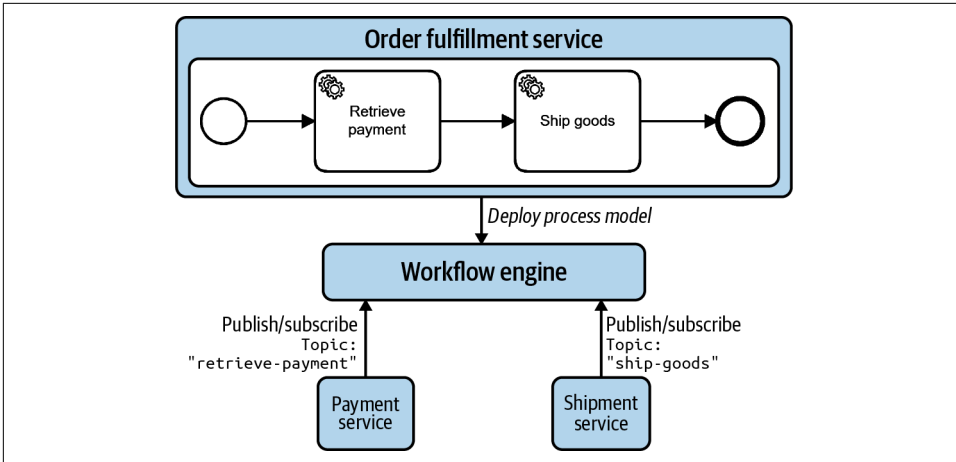 Order fulfillment service
Retrieve
payment
Ship goods
Deploy process model
Workflow engine
Publish/subscribe
Topic:
"retrieve-payment"
Publish/subscribe
Topic:
"ship-goods"
Payment
service
Shipment
service